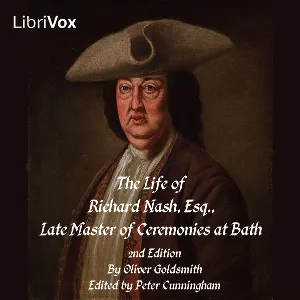 LibriVox
The Life of
Richard Nash, Esq.,
Late Master of Ceremonies at Bath
2nd Edition
By Oliver Goldsmith
Edited by Peter Cunningham